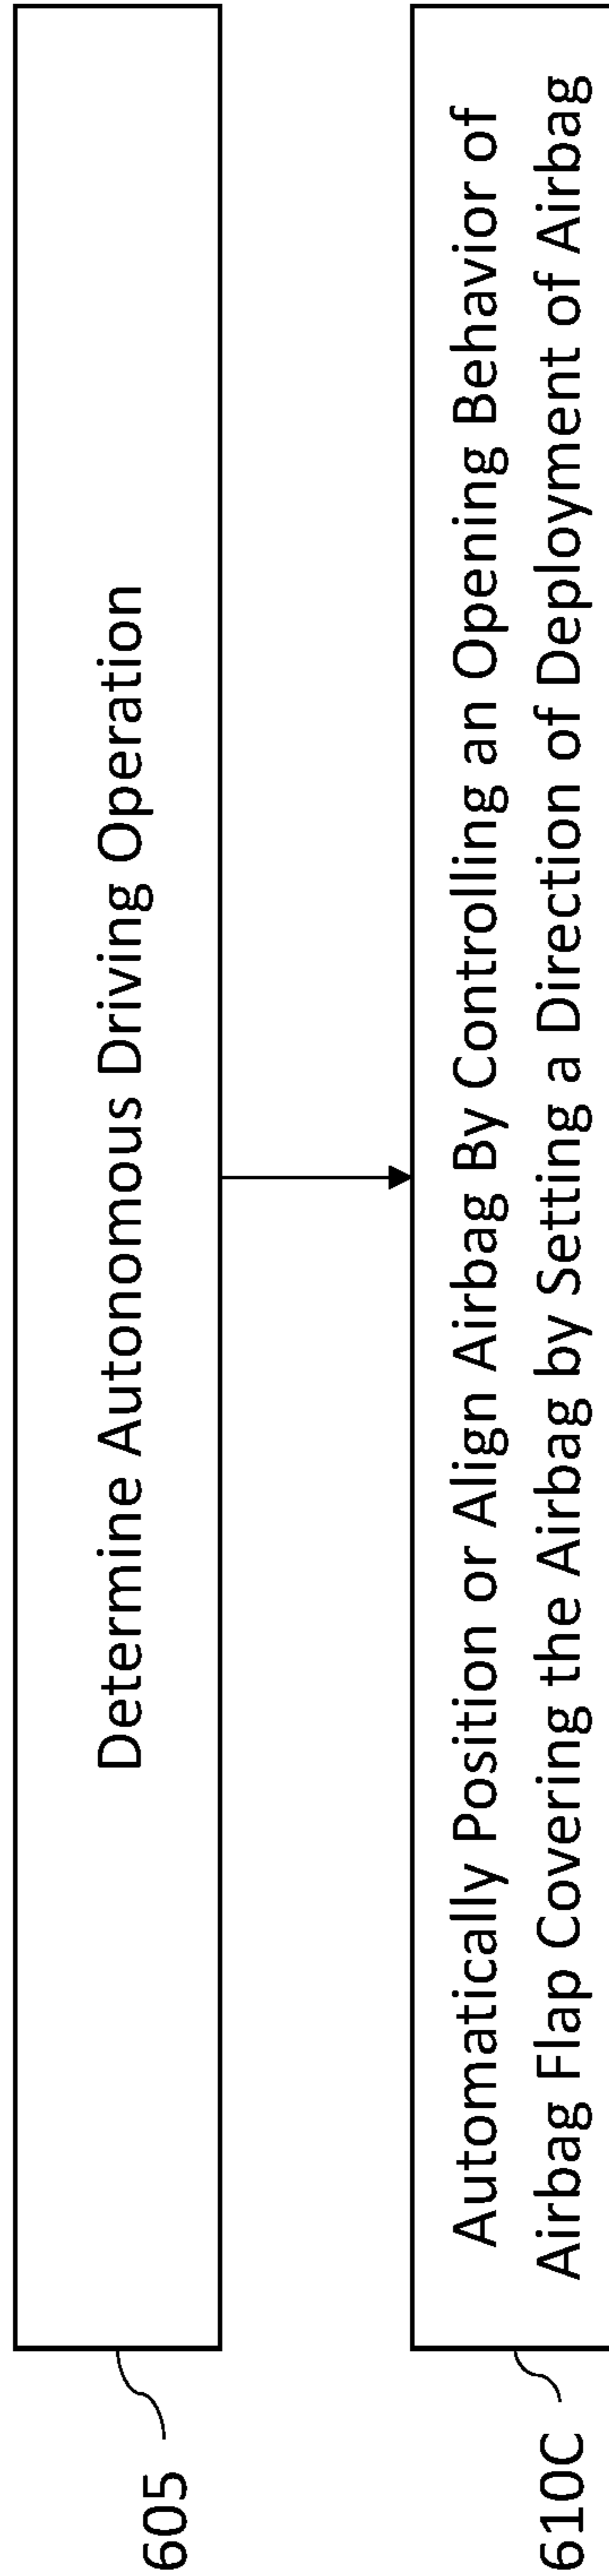 605
Determine Autonomous Driving Operation
610C
Automatically Position or Align Airbag By Controlling an Opening Behavior of
Airbag Flap Covering the Airbag by Setting a Direction of Deployment of Airbag